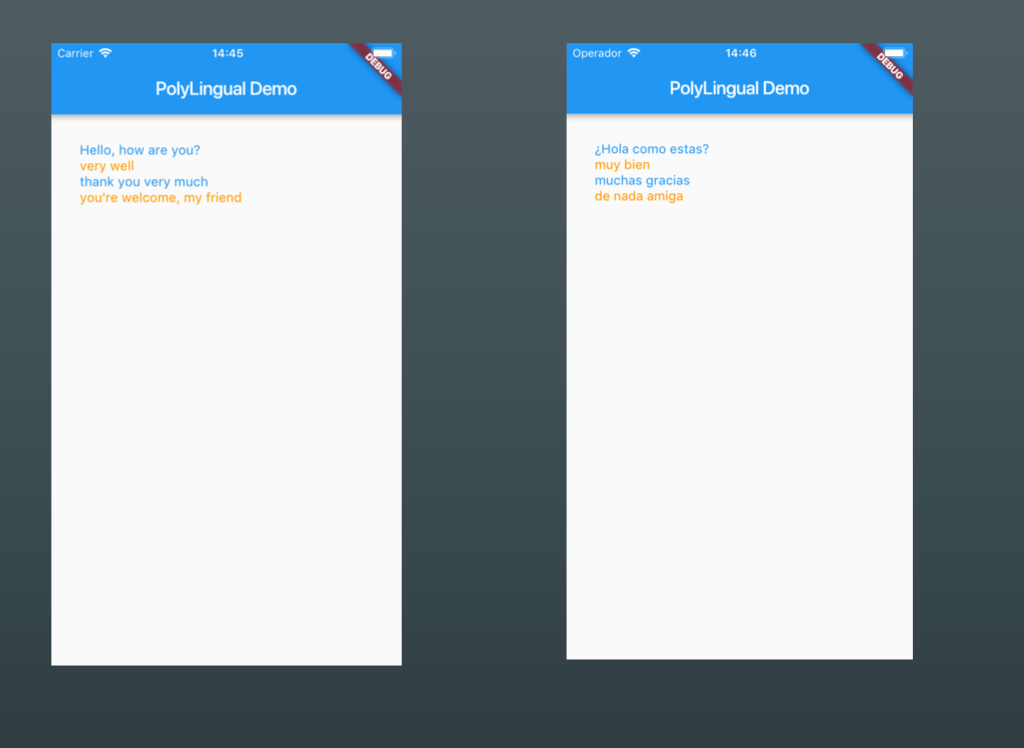 Carrier 14:45
DEBUG
PolyLingual Demo
Hello, how are you?
very well
thank you very much
you're welcome, my friend
Operador 14:46
DEBUG
PolyLingual Demo
¿Hola como estas?
muy bien
muchas gracias
de nada amiga